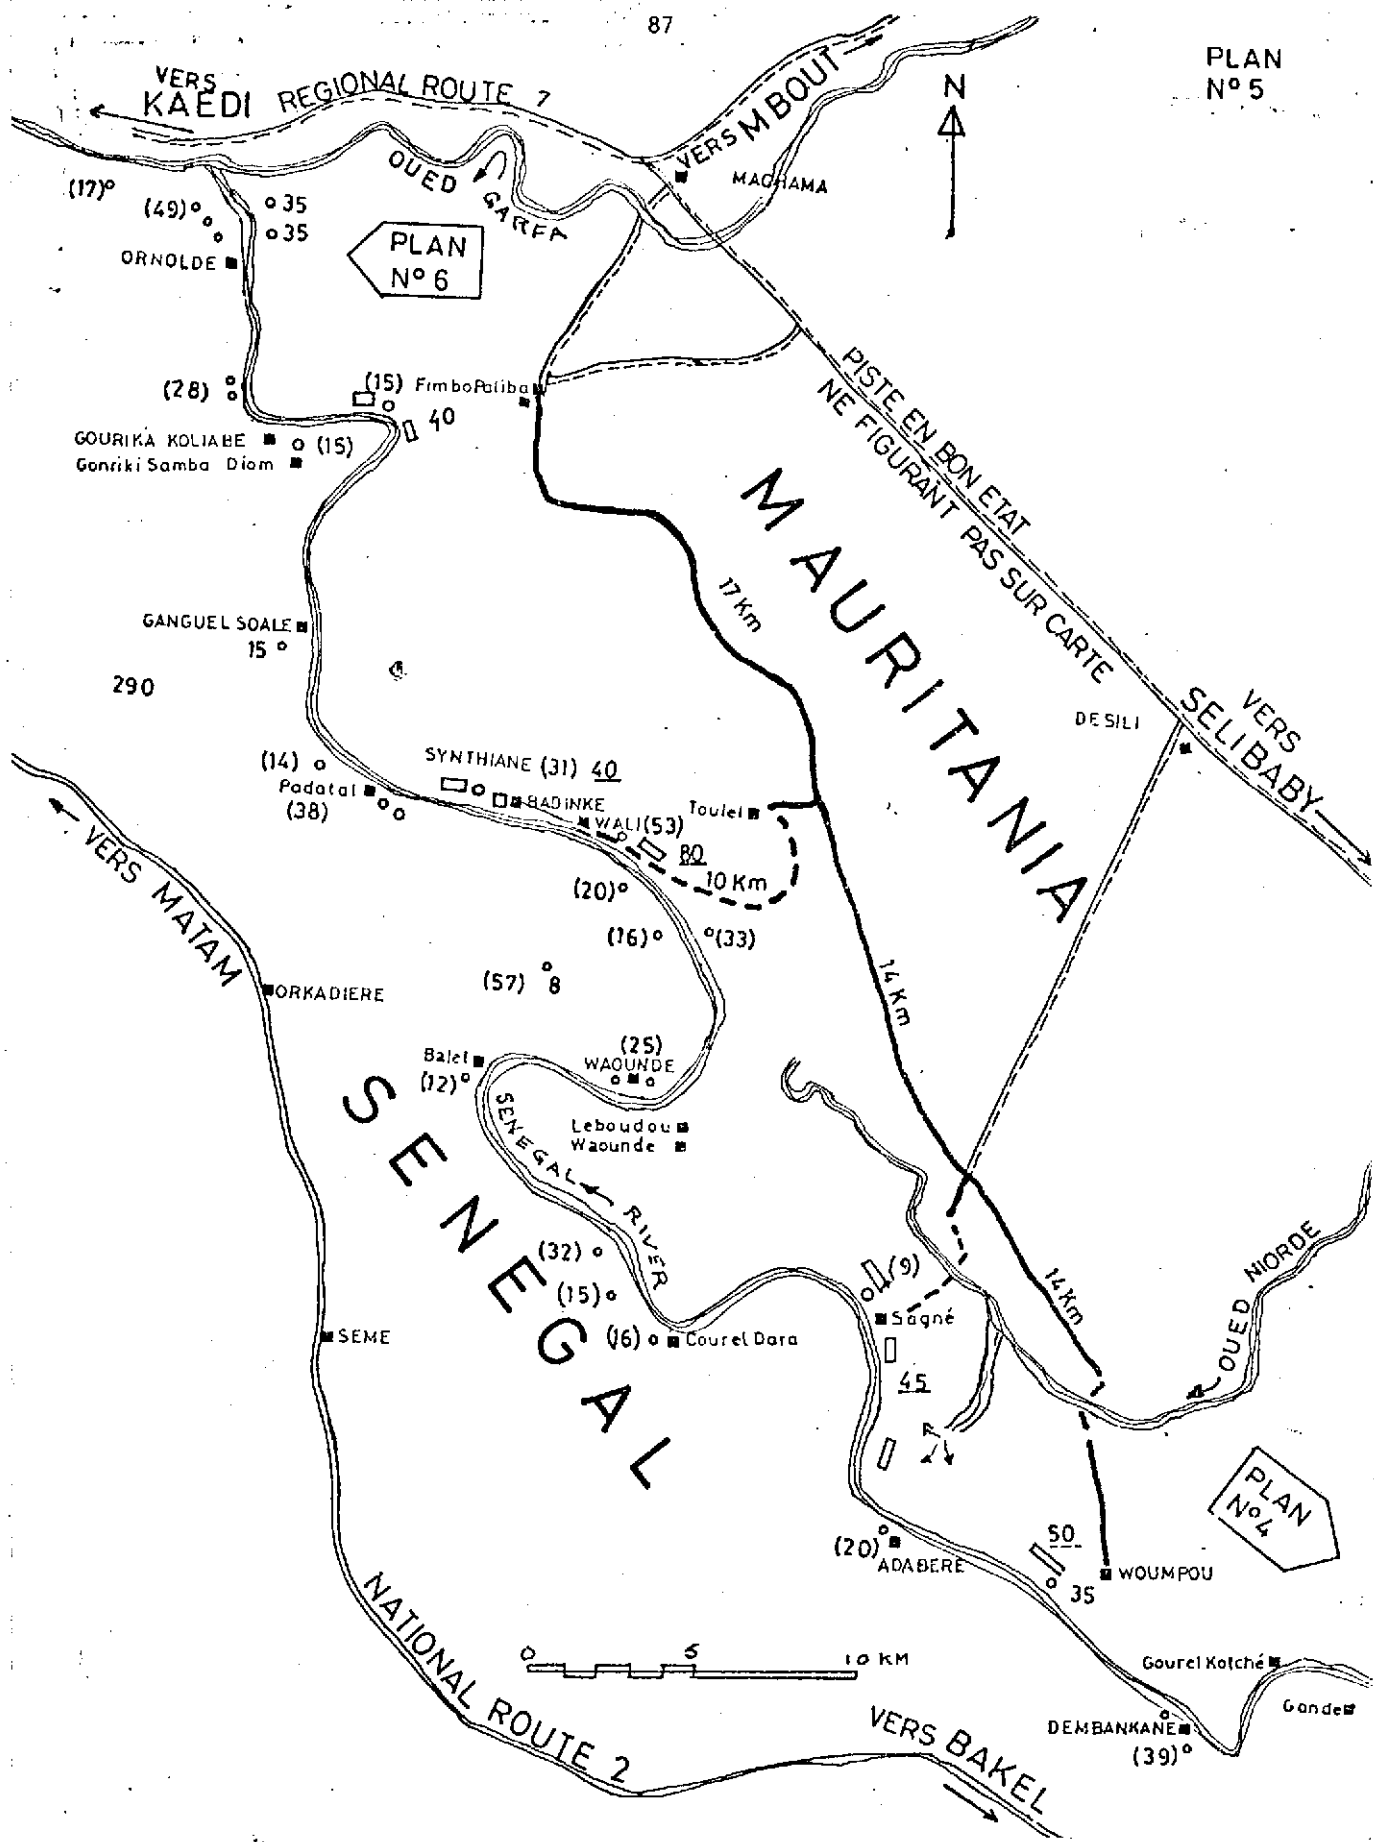 87
PLAN
N° 5
VERS
KAEDI
REGIONAL ROUTE 7
VERS MBOUT
N
MAGHAMA
OUED
GARFA
(17)
(49)
35
35
ORNOLDE
PLAN
N° 6
(28)
(15)
Fimbo Paliba
40
GOURIKA KOLIABE
(15)
Gonriki Samba Diom
PISTE EN BON ETAT
NE FIGURANT PAS SUR CARTE
MAURITANIA
17 Km
GANGUEL SOALE
15
290
DESILI
VERS
SELIBABY
(14)
Padatal
(38)
SYNTHIANE (31) 40
BADINKE
WALI (53)
80
Toulel
10 Km
VERS MATAM
(20)
(16)
(33)
(57)
8
14 Km
ORKADIERE
(25)
WAOUNDE
Balel
(12)
Leboudou
Waounde
SENEGAL
SENEGAL RIVER
(32)
(15)
(16)
Courel Dara
SEME
(9)
Sagné
45
14 Km
OUED NIORDE
PLAN
N° 4
(20)
ADABERE
50
35
WOUMPOU
NATIONAL ROUTE 2
0 5 10 KM
Gourel Kotché
Gande
DEMBANKANE
(39)
VERS BAKEL